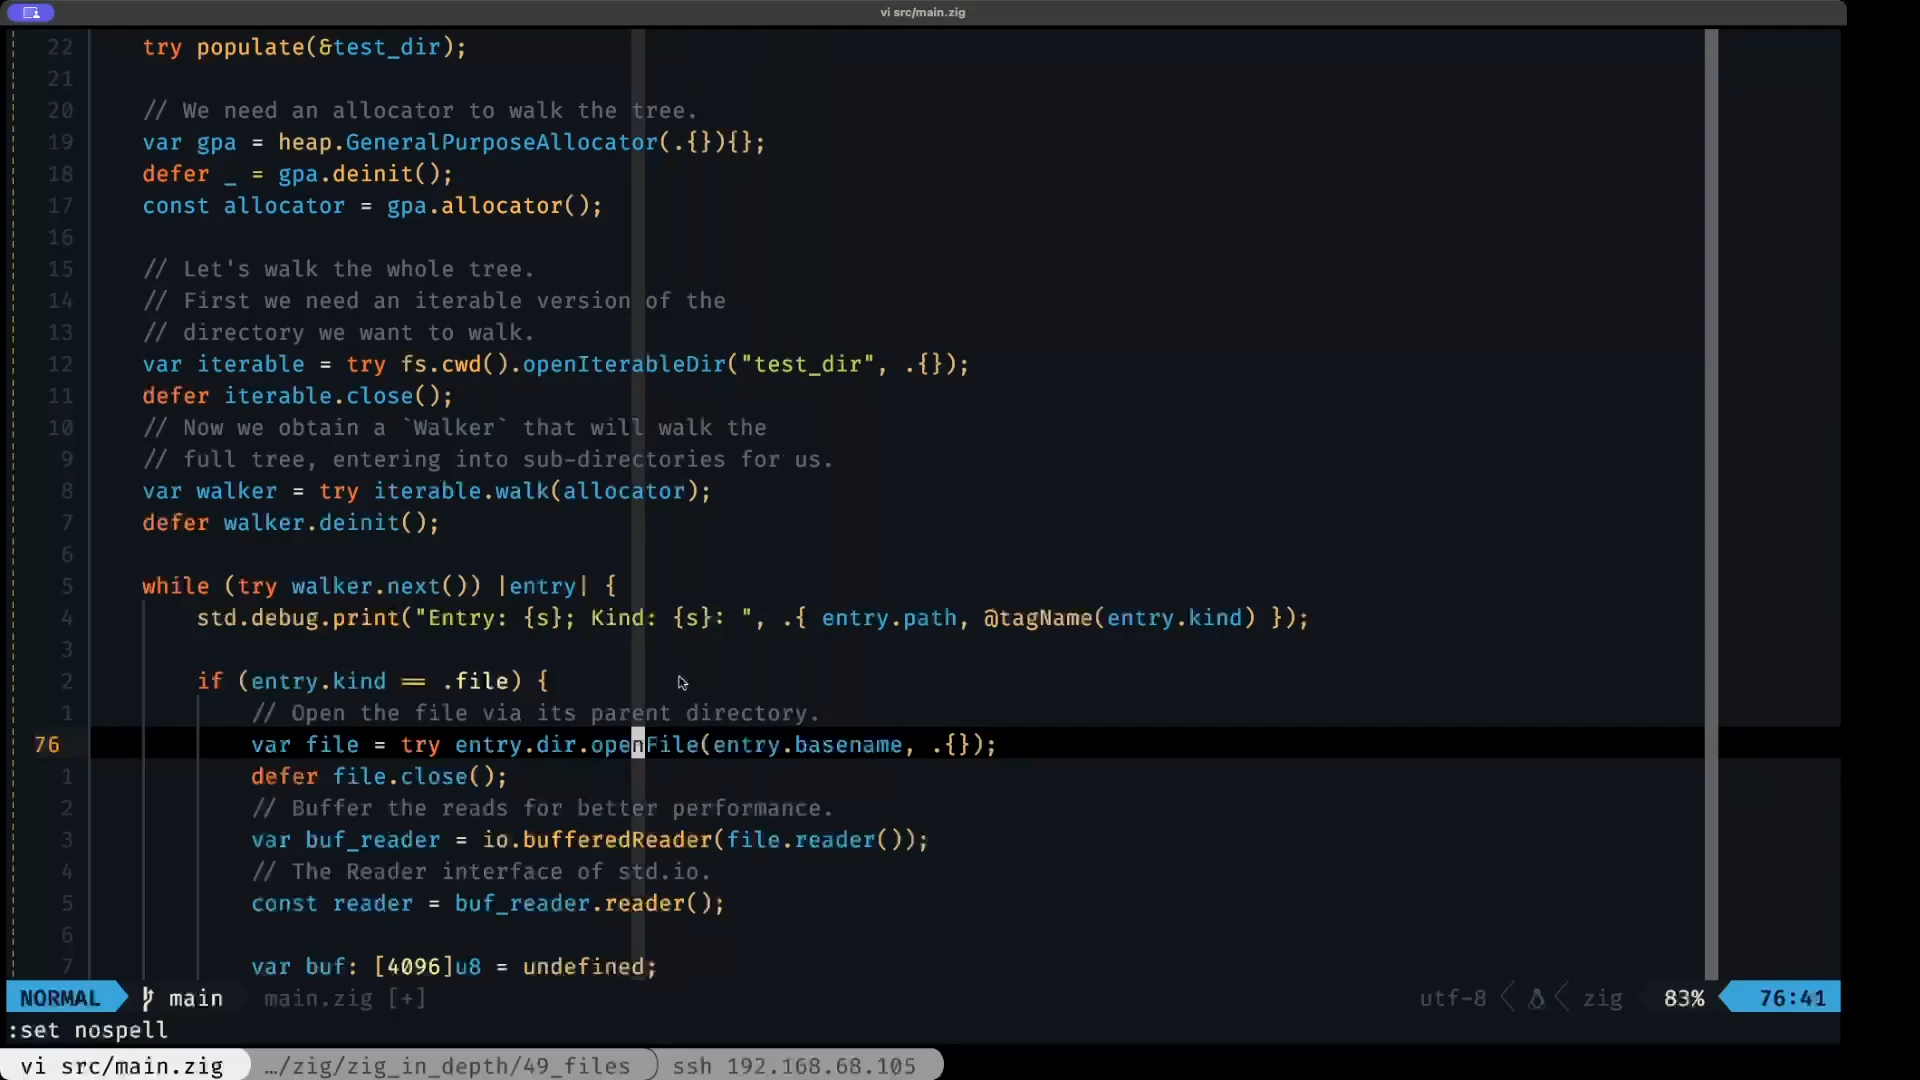 vi src/main.zig
22 try populate(&test_dir);
21
20 // We need an allocator to walk the tree.
19 var gpa = heap.GeneralPurposeAllocator(.{}){};
18 defer _ = gpa.deinit();
17 const allocator = gpa.allocator();
16
15 // Let's walk the whole tree.
14 // First we need an iterable version of the
13 // directory we want to walk.
12 var iterable = try fs.cwd().openIterableDir("test_dir", .{});
11 defer iterable.close();
10 // Now we obtain a `Walker` that will walk the
9 // full tree, entering into sub-directories for us.
8 var walker = try iterable.walk(allocator);
7 defer walker.deinit();
6
5 while (try walker.next()) |entry| {
4 std.debug.print("Entry: {s}; Kind: {s}: ", .{ entry.path, @tagName(entry.kind) });
3
2 if (entry.kind == .file) {
1 // Open the file via its parent directory.
76 var file = try entry.dir.openFile(entry.basename, .{});
1 defer file.close();
2 // Buffer the reads for better performance.
3 var buf_reader = io.bufferedReader(file.reader());
4 // The Reader interface of std.io.
5 const reader = buf_reader.reader();
6
7 var buf: [4096]u8 = undefined;
NORMAL main main.zig [+] utf-8 zig 83% 76:41
:set nospell
vi src/main.zig …/zig/zig_in_depth/49_files ssh 192.168.68.105